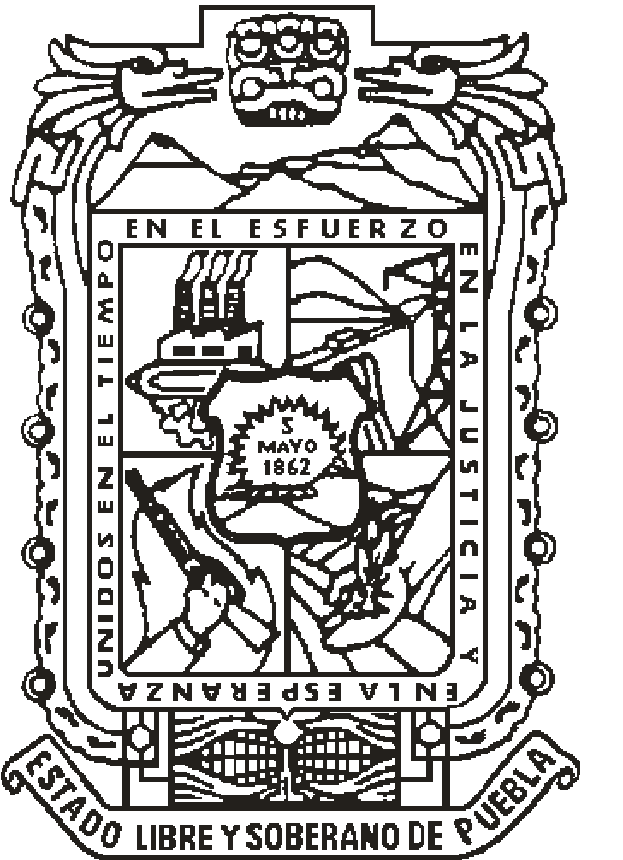 UNIDOS EN EL TIEMPO
EN EL ESFUERZO
EN LA JUSTICIA Y
EN LA ESPERANZA
5
MAYO
1862
ESTADO LIBRE Y SOBERANO DE PUEBLA